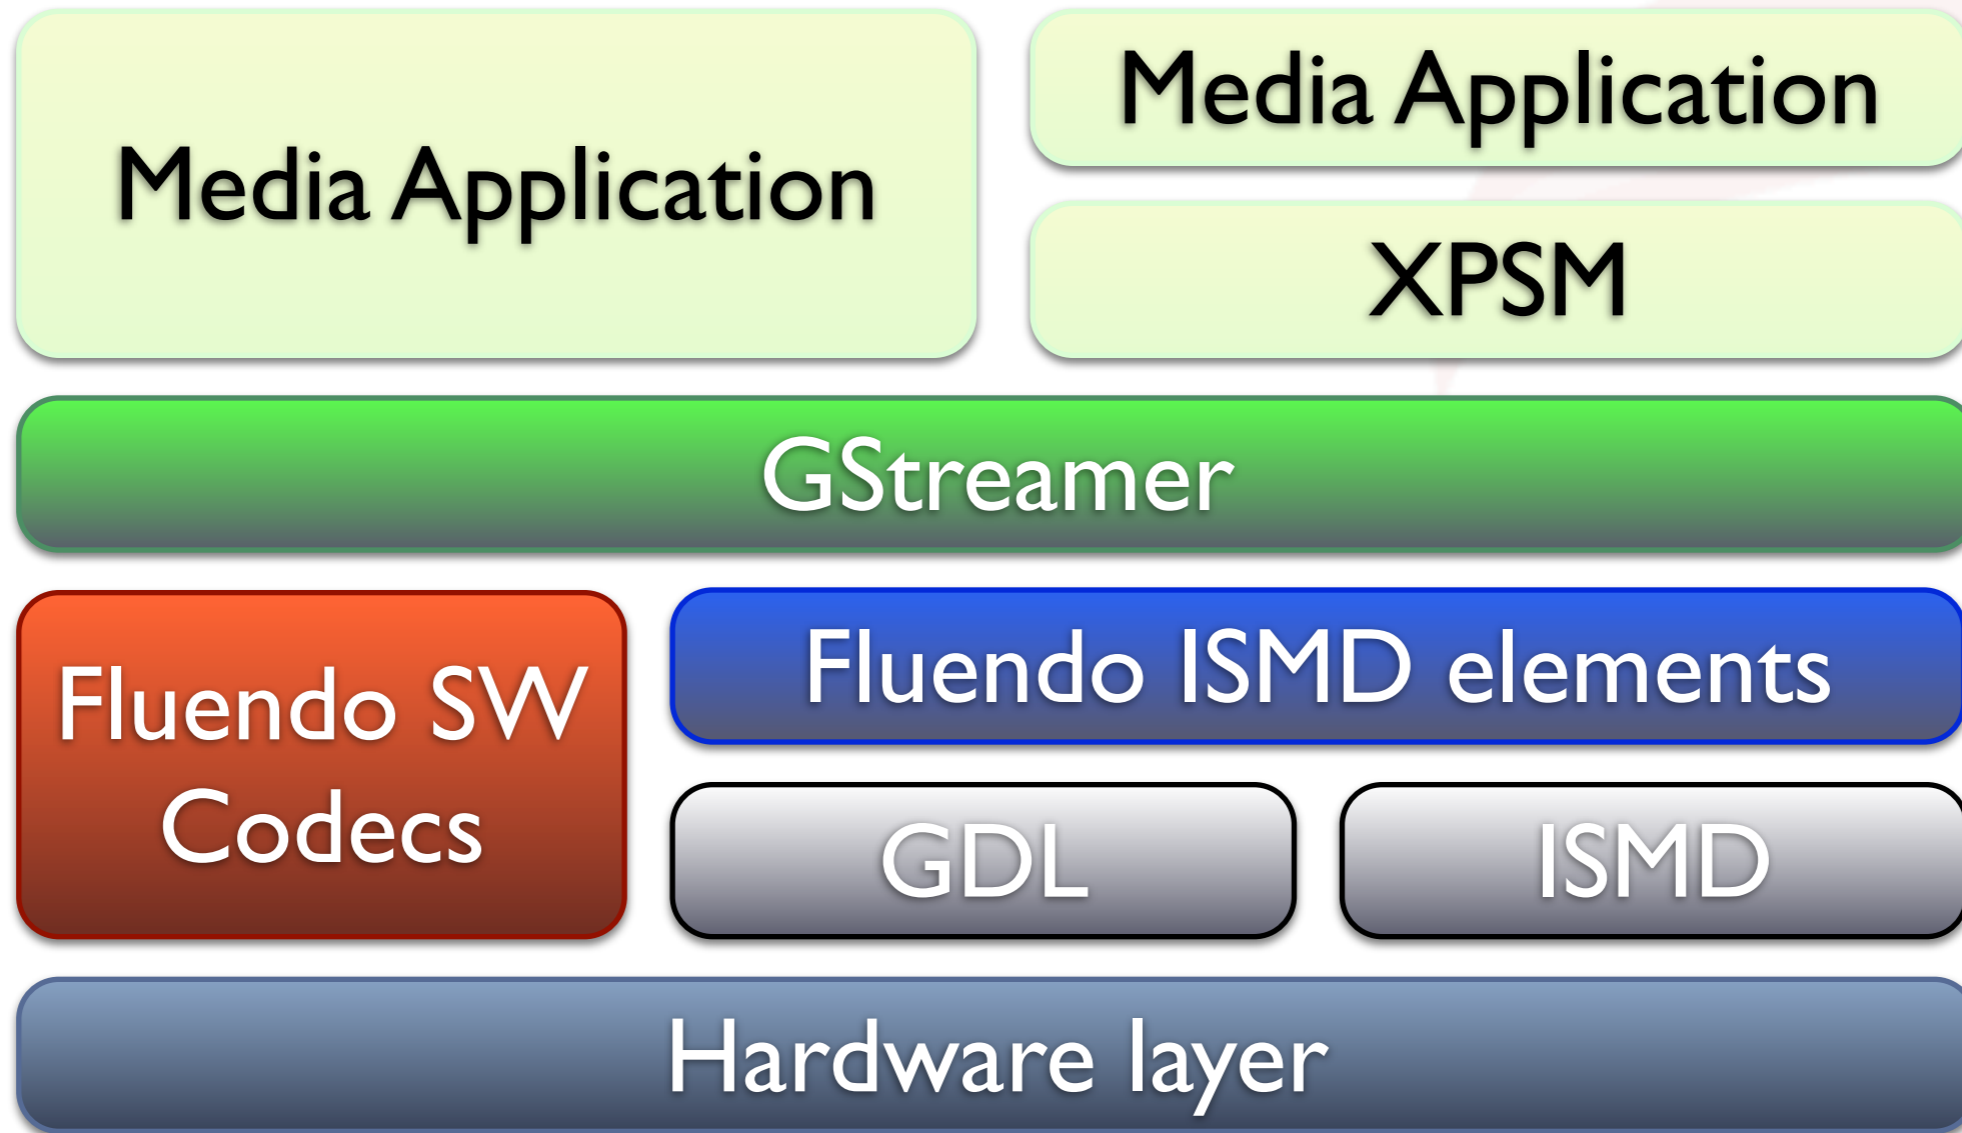 Media Application
Media Application
XPSM
GStreamer
Fluendo SW
Codecs
Fluendo ISMD elements
GDL
ISMD
Hardware layer